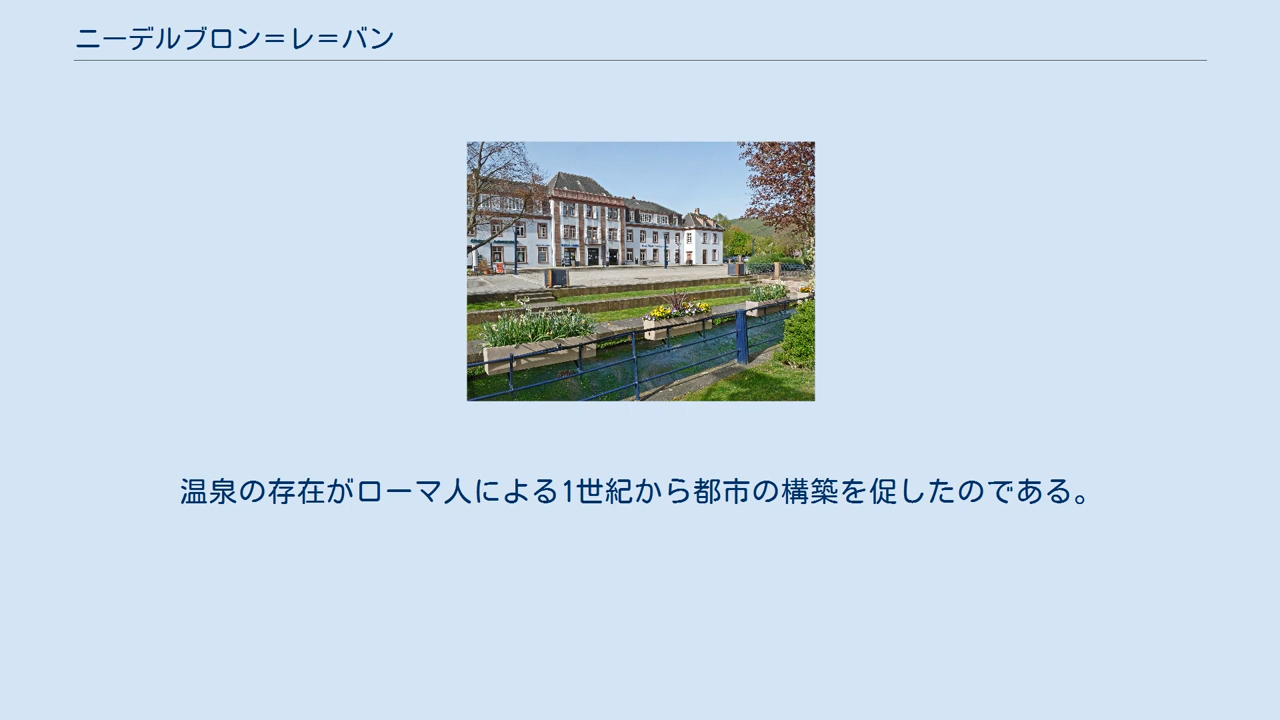 ニーデルブロン＝レ＝バン
温泉の存在がローマ人による1世紀から都市の構築を促したのである。